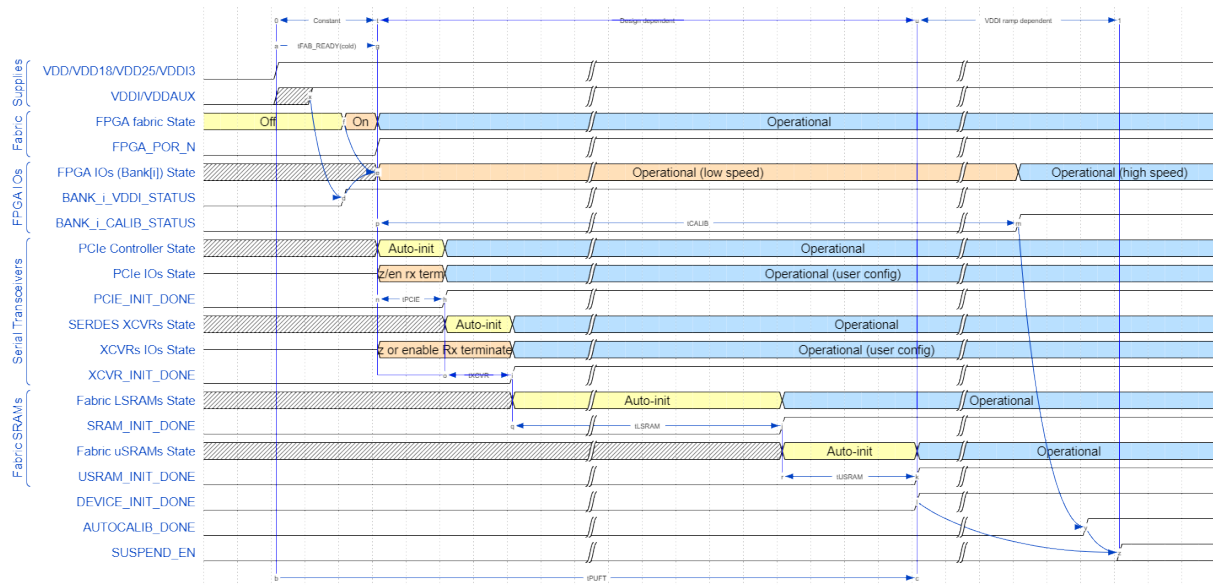 0 Constant i Design dependent u VDDI ramp dependent 1
a tFAB_READY(cold) g
Supplies
VDD/VDD18/VDD25/VDDI3
VDDI/VDDAUX
Fabric
FPGA fabric State Off On Operational
FPGA_POR_N
FPGA IOs
FPGA IOs (Bank[i]) State Operational (low speed) Operational (high speed)
BANK_i_VDDI_STATUS d
BANK_i_CALIB_STATUS p tCALIB m
Serial Transceivers
PCIe Controller State Auto-init Operational
PCIe IOs State z/en rx term Operational (user config)
PCIE_INIT_DONE n tPCIE h
SERDES XCVRs State Auto-init Operational
XCVRs IOs State z or enable Rx terminate Operational (user config)
XCVR_INIT_DONE tXCVR
Fabric SRAMs
Fabric LSRAMs State Auto-init Operational
SRAM_INIT_DONE q tLSRAM
Fabric uSRAMs State Auto-init Operational
USRAM_INIT_DONE r tUSRAM k
DEVICE_INIT_DONE
AUTOCALIB_DONE
SUSPEND_EN
b tPUFT c